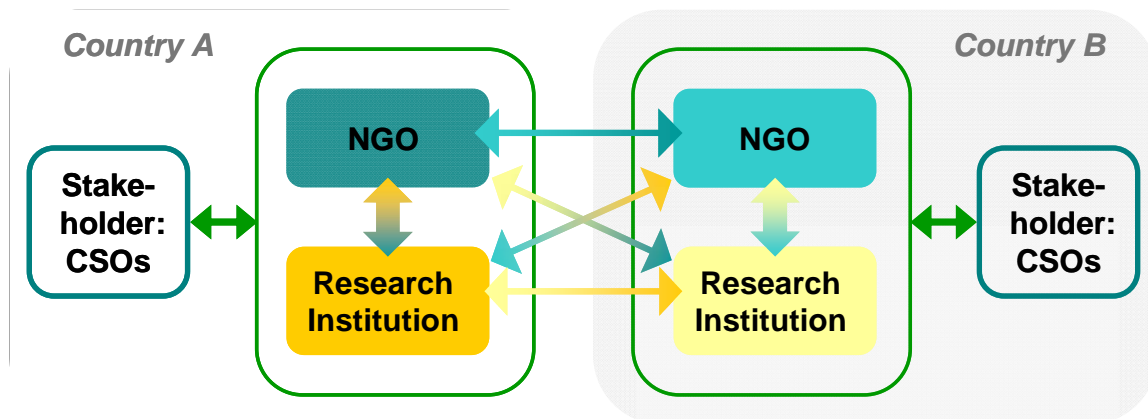 Country A
Country B
NGO
NGO
Stake-
holder:
CSOs
Research
Institution
Research
Institution
Stake-
holder:
CSOs